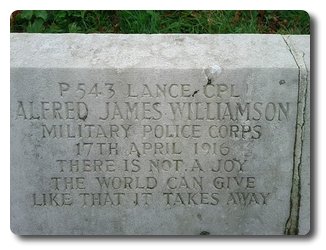 P543 LANCE CPL
ALFRED JAMES WILLIAMSON
MILITARY POLICE CORPS
17TH APRIL 1916
THERE IS NOT A JOY
THE WORLD CAN GIVE
LIKE THAT IT TAKES AWAY